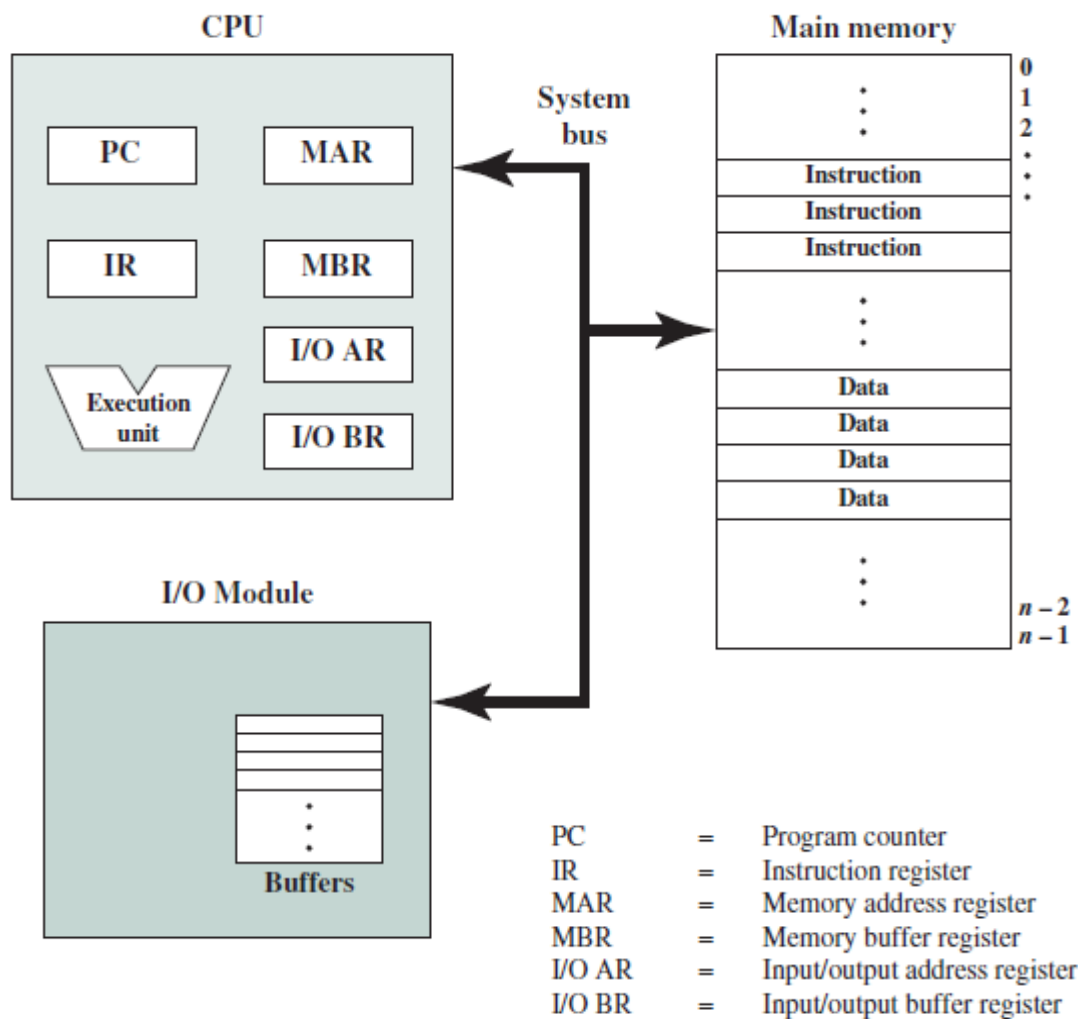 CPU
Main memory
System
bus
PC
MAR
IR
MBR
I/O AR
I/O BR
Execution
unit
0
1
2
Instruction
Instruction
Instruction
Data
Data
Data
Data
n – 2
n – 1
I/O Module
Buffers
PC = Program counter
IR = Instruction register
MAR = Memory address register
MBR = Memory buffer register
I/O AR = Input/output address register
I/O BR = Input/output buffer register